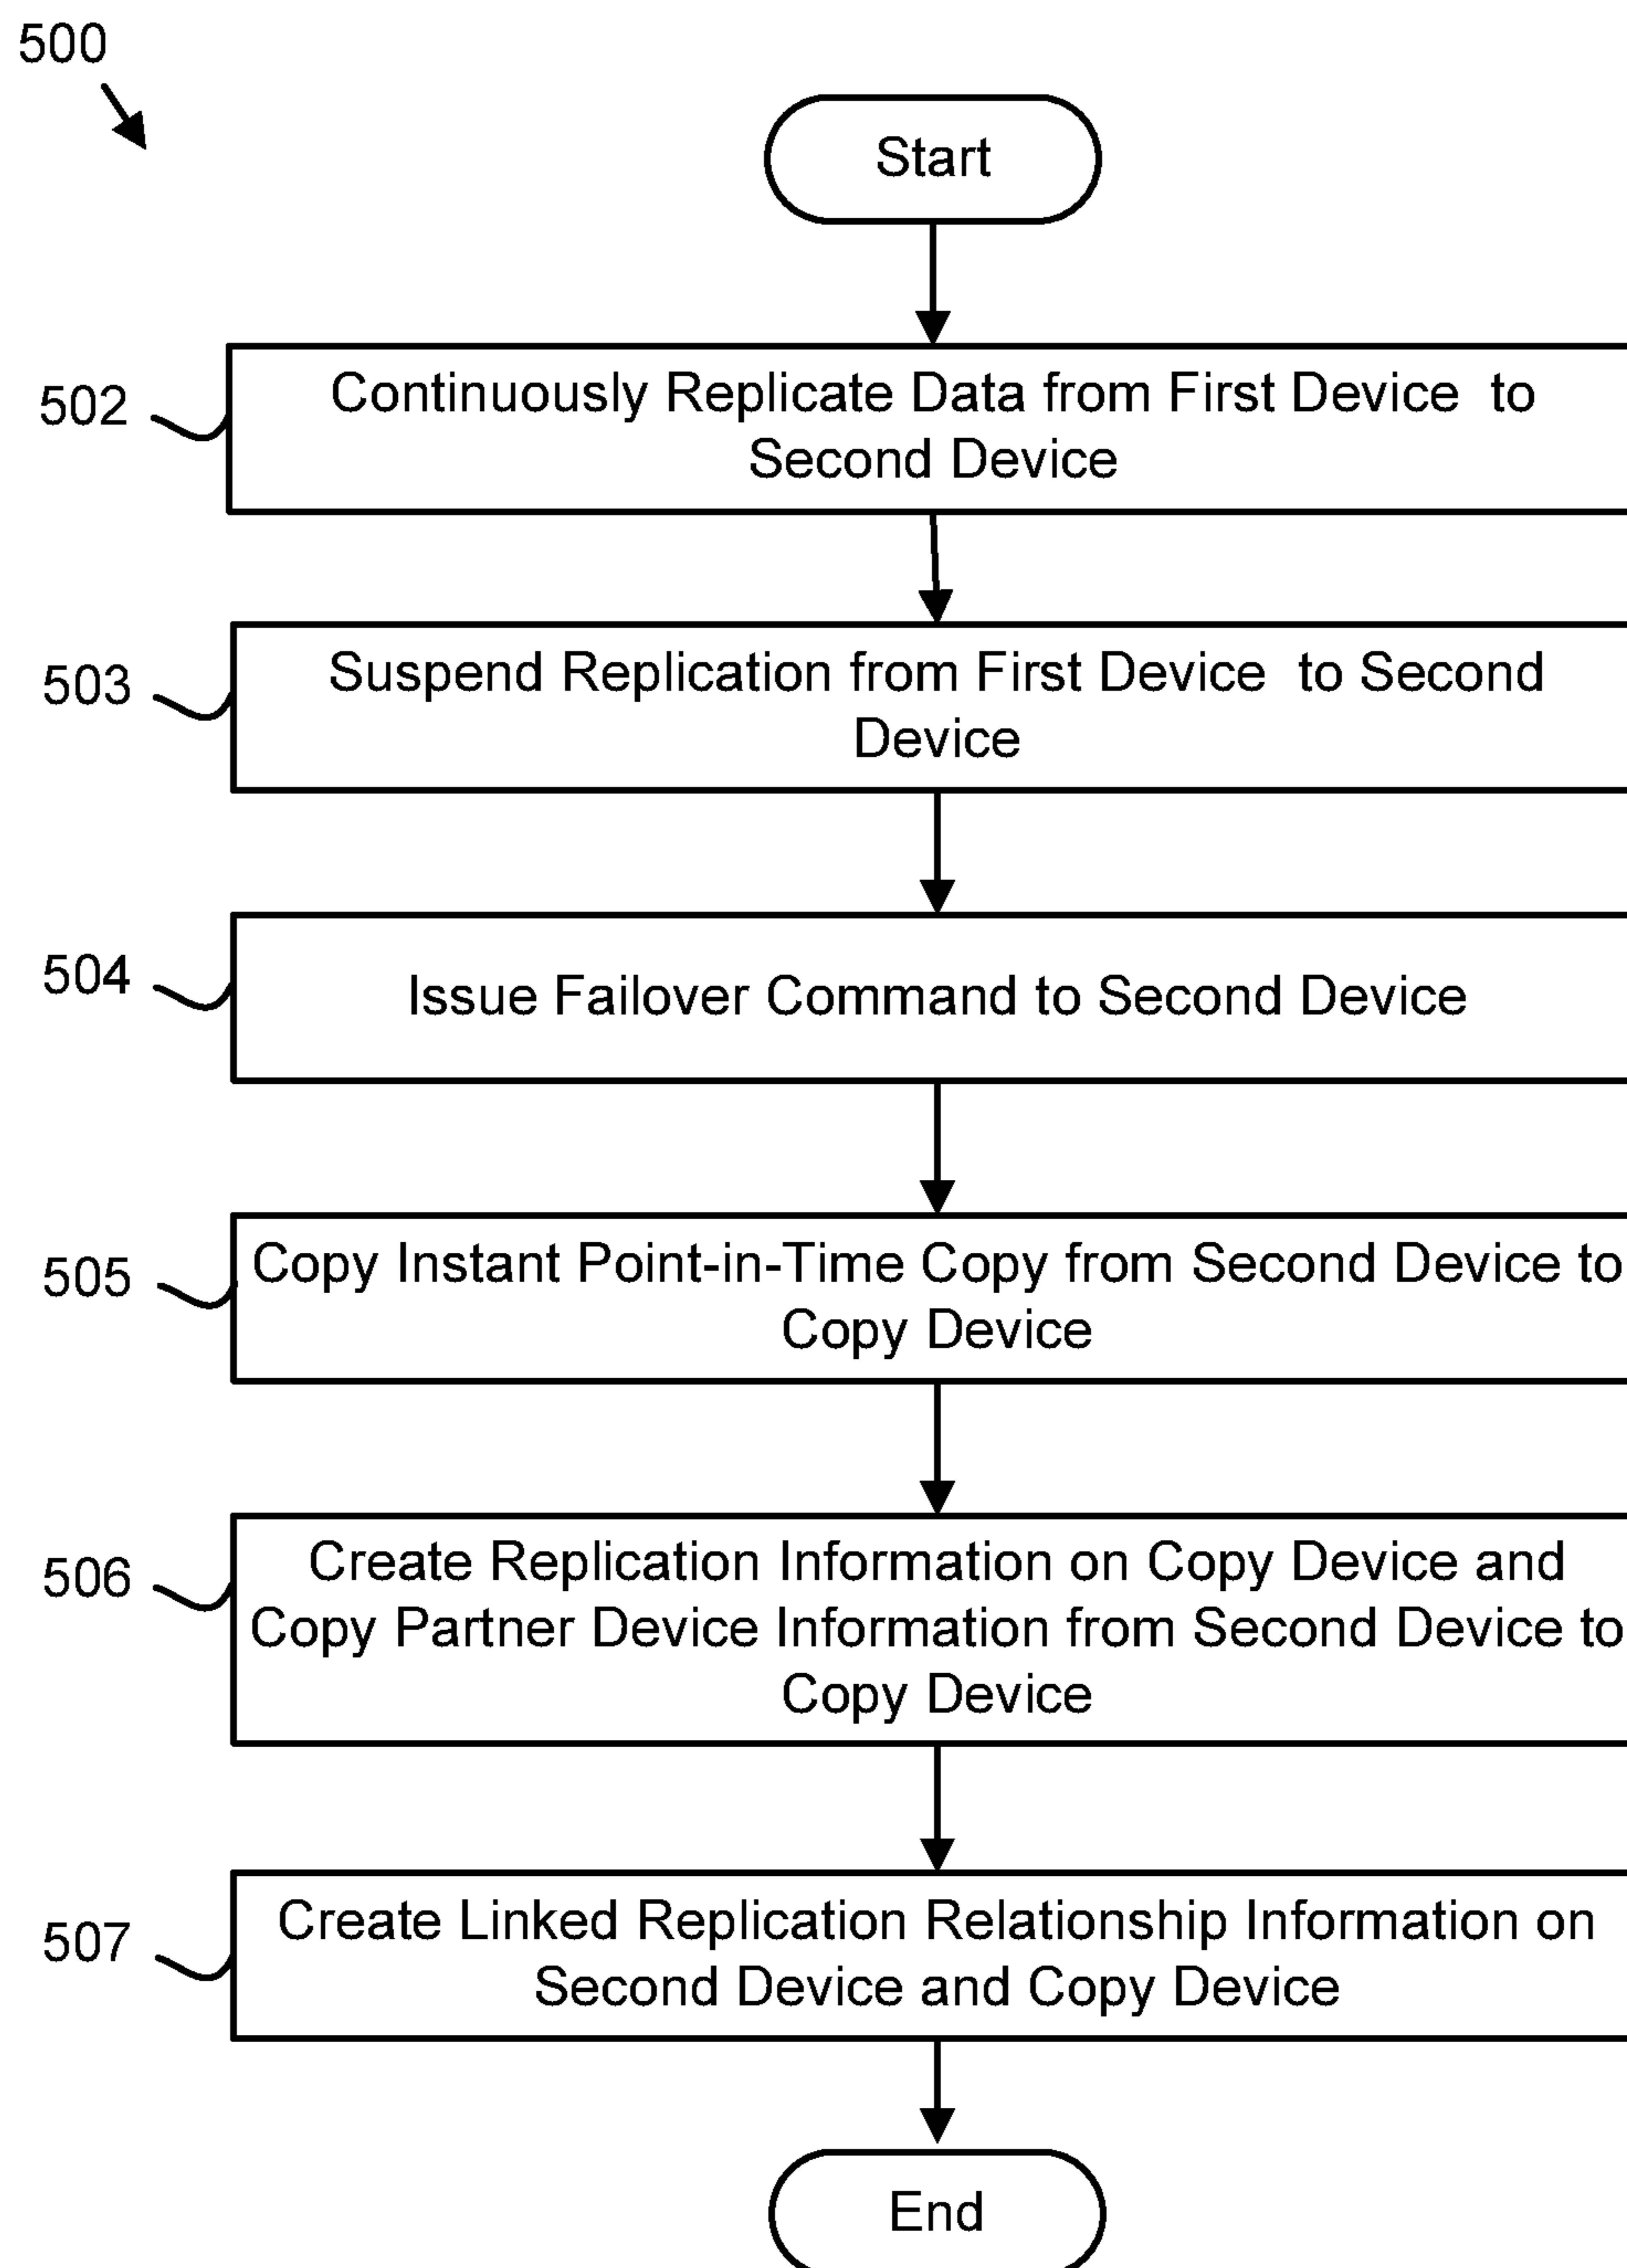 500
Start
502
Continuously Replicate Data from First Device to
Second Device
503
Suspend Replication from First Device to Second
Device
504
Issue Failover Command to Second Device
505
Copy Instant Point-in-Time Copy from Second Device to
Copy Device
506
Create Replication Information on Copy Device and
Copy Partner Device Information from Second Device to
Copy Device
507
Create Linked Replication Relationship Information on
Second Device and Copy Device
End